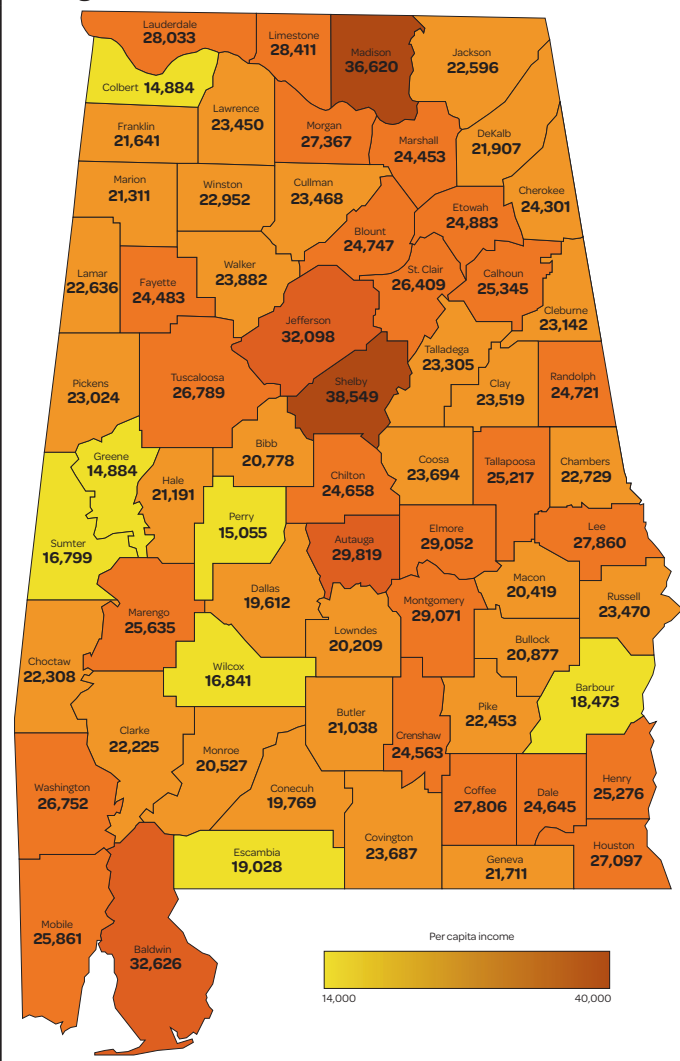 Lauderdale
28,033
Limestone
28,411
Madison
36,620
Jackson
22,596
Colbert 14,884
Lawrence
23,450
Franklin
21,641
Morgan
27,367
Marshall
24,453
DeKalb
21,907
Marion
21,311
Winston
22,952
Cullman
23,468
Cherokee
24,301
Etowah
24,883
Blount
24,747
Lamar
22,636
Fayette
24,483
Walker
23,882
St. Clair
26,409
Calhoun
25,345
Cleburne
23,142
Jefferson
32,098
Talladega
23,305
Pickens
23,024
Tuscaloosa
26,789
Shelby
38,549
Clay
23,519
Randolph
24,721
Greene
14,884
Bibb
20,778
Hale
21,191
Chilton
24,658
Coosa
23,694
Tallapoosa
25,217
Chambers
22,729
Sumter
16,799
Perry
15,055
Autauga
29,819
Elmore
29,052
Lee
27,860
Dallas
19,612
Macon
20,419
Russell
23,470
Marengo
25,635
Montgomery
29,071
Lowndes
20,209
Bullock
20,877
Choctaw
22,308
Wilcox
16,841
Barbour
18,473
Clarke
22,225
Butler
21,038
Crenshaw
24,563
Pike
22,453
Monroe
20,527
Washington
26,752
Conecuh
19,769
Coffee
27,806
Dale
24,645
Henry
25,276
Escambia
19,028
Covington
23,687
Geneva
21,711
Houston
27,097
Mobile
25,861
Baldwin
32,626
Per capita income
14,000
40,000